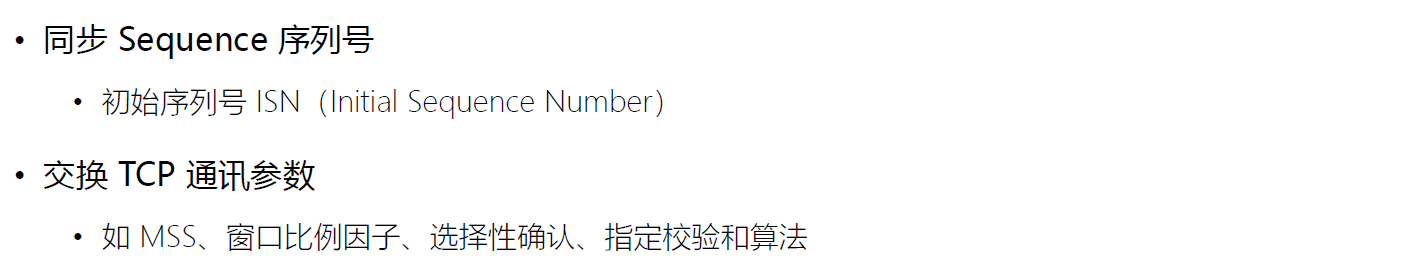 • 同步 Sequence 序列号
• 初始序列号 ISN（Initial Sequence Number）
• 交换 TCP 通讯参数
• 如 MSS、窗口比例因子、选择性确认、指定校验和算法